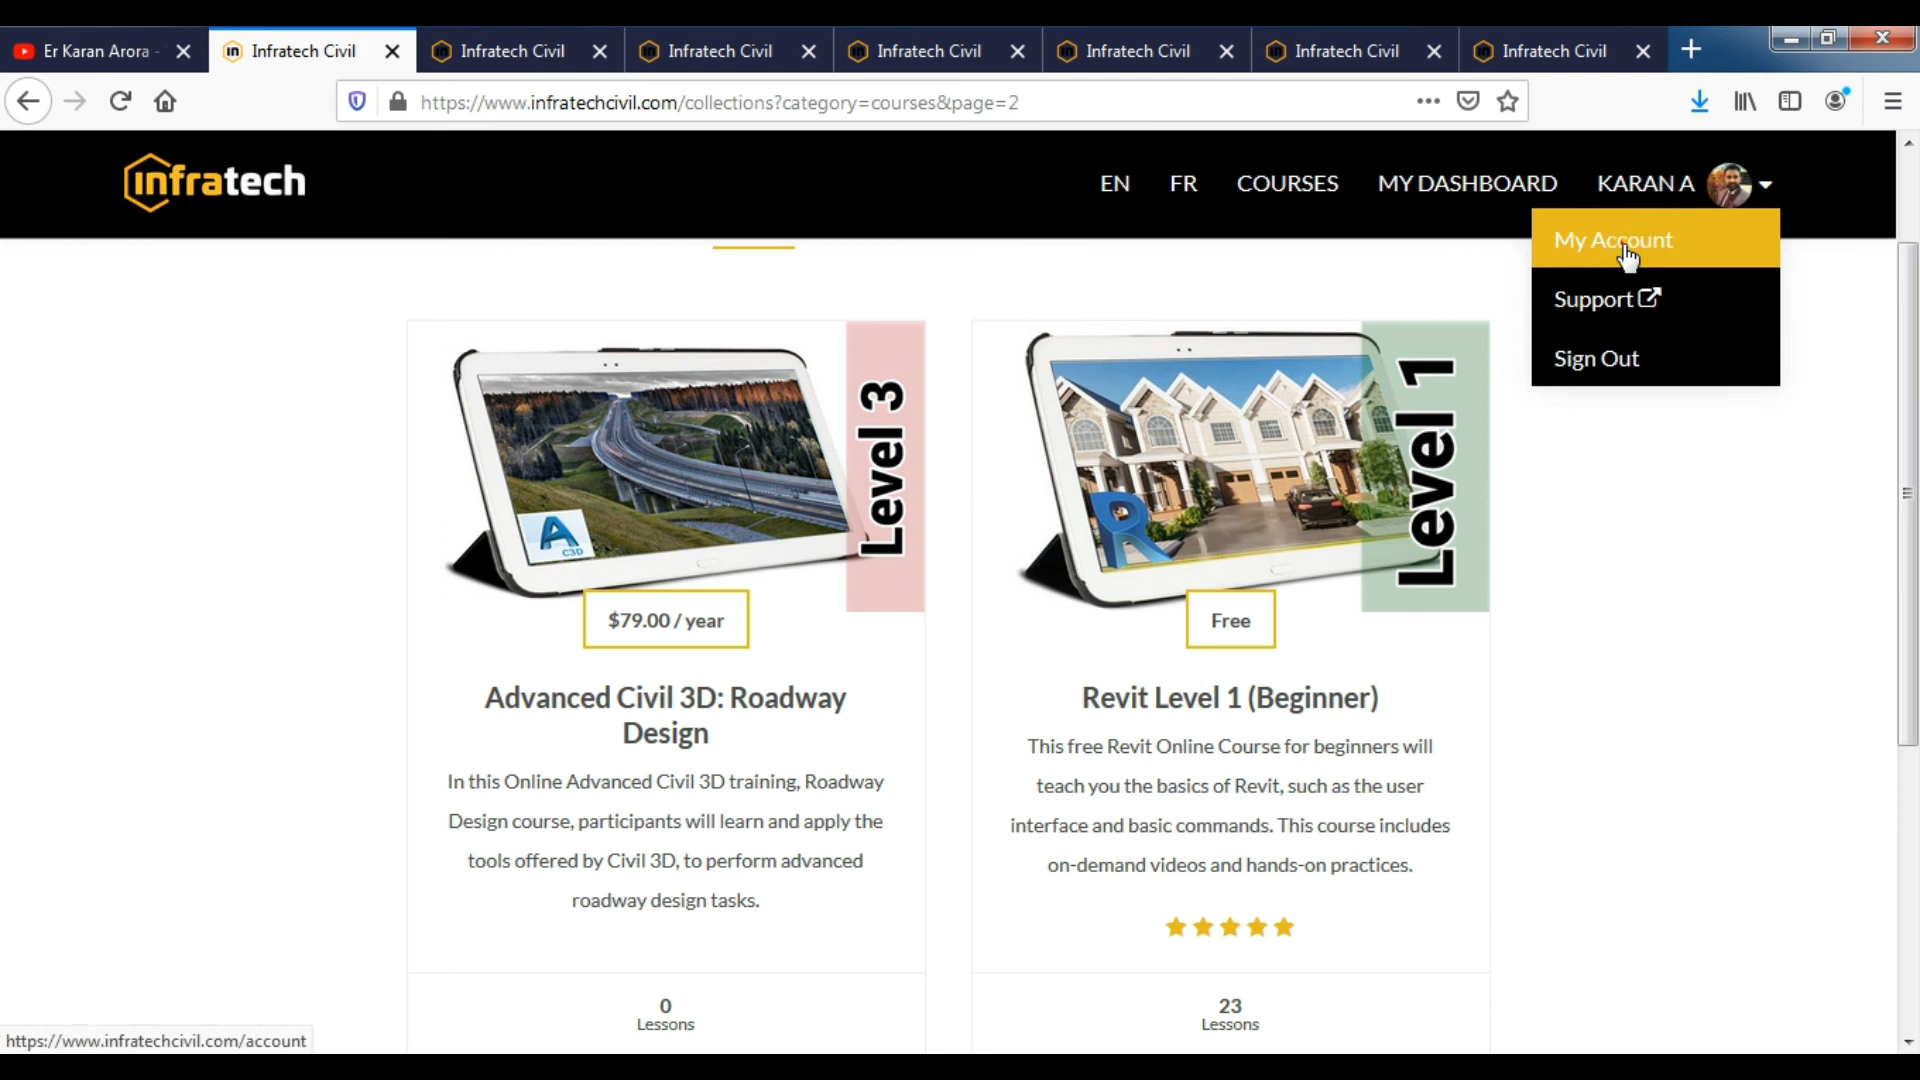 Er Karan Arora -
Infratech Civil
Infratech Civil
Infratech Civil
Infratech Civil
Infratech Civil
Infratech Civil
Infratech Civil
https://www.infratechcivil.com/collections?category=courses&page=2
infratech
EN
FR
COURSES
MY DASHBOARD
KARAN A
My Account
Support
Sign Out
Level 3
A
C3D
$79.00 / year
Advanced Civil 3D: Roadway
Design
In this Online Advanced Civil 3D training, Roadway
Design course, participants will learn and apply the
tools offered by Civil 3D, to perform advanced
roadway design tasks.
0
Lessons
Level 1
R
Free
Revit Level 1 (Beginner)
This free Revit Online Course for beginners will
teach you the basics of Revit, such as the user
interface and basic commands. This course includes
on-demand videos and hands-on practices.
23
Lessons
https://www.infratechcivil.com/account